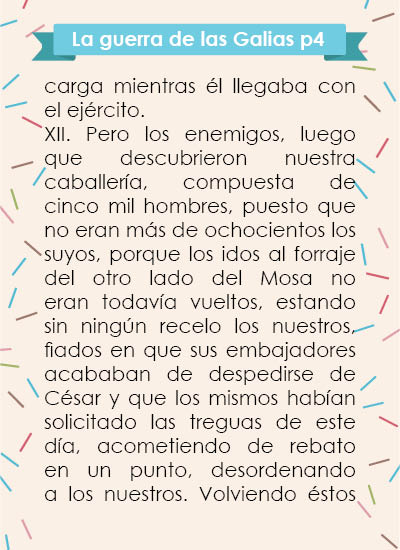 La guerra de las Galias p4
carga mientras él llegaba con
el ejército.
XII. Pero los enemigos, luego
que descubrieron nuestra
caballería, compuesta de
cinco mil hombres, puesto que
no eran más de ochocientos los
suyos, porque los idos al forraje
del otro lado del Mosa no
eran todavía vueltos, estando
sin ningún recelo los nuestros,
fiados en que sus embajadores
acababan de despedirse de
César y que los mismos habían
solicitado las treguas de este
día, acometiendo de rebato
en un punto, desordenando
a los nuestros. Volviendo éstos